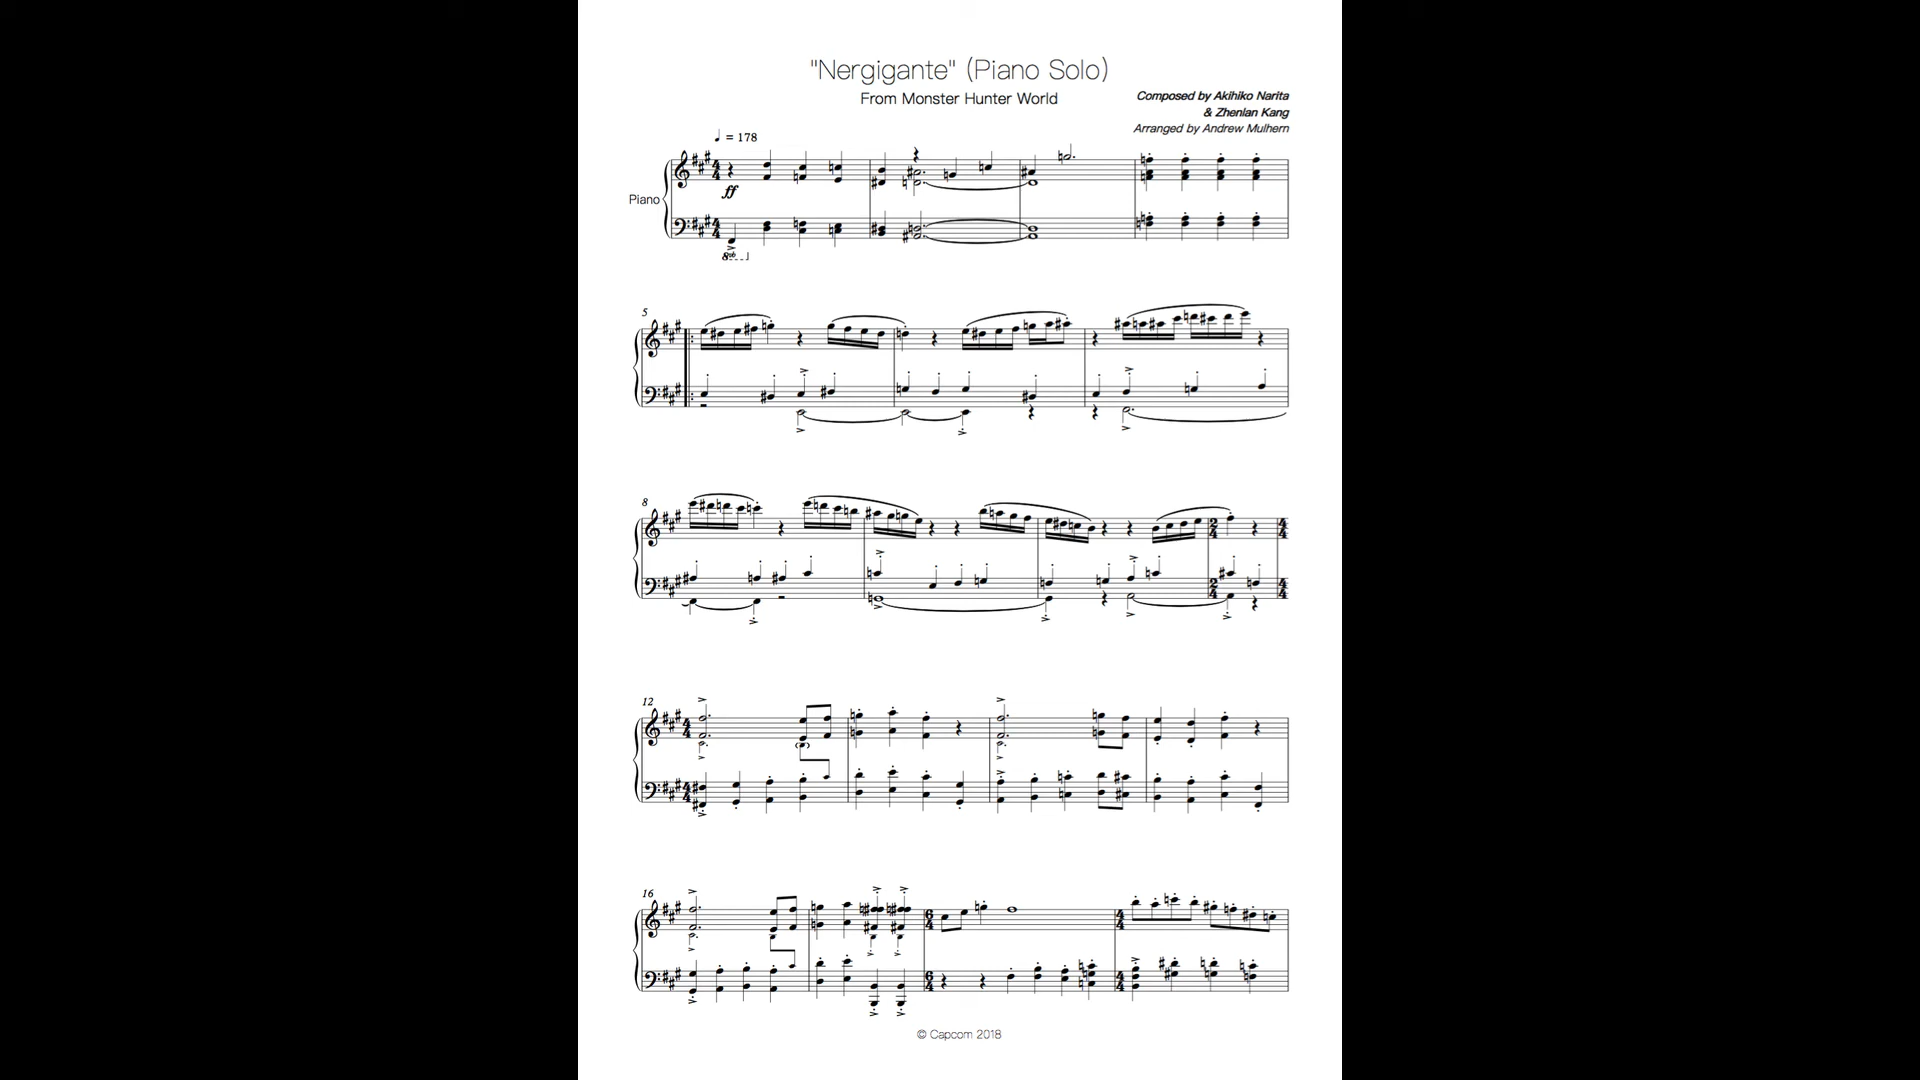 "Nergigante" (Piano Solo)
From Monster Hunter World
Composed by Akihiko Narita
& Zhenlan Kang
Arranged by Andrew Mulhern
♩ = 178
Piano
ff
8vb
5
8
12
16
© Capcom 2018